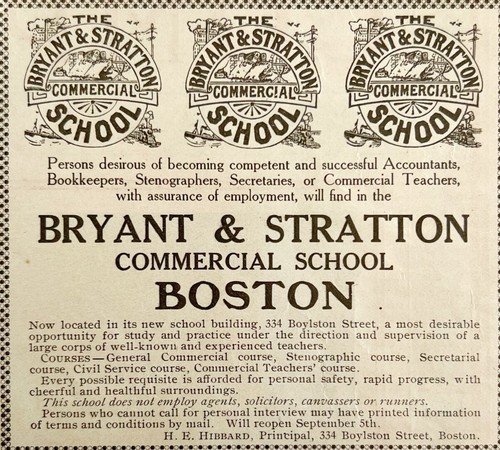 THE
BRYANT & STRATTON
COMMERCIAL
SCHOOL
THE
BRYANT & STRATTON
COMMERCIAL
SCHOOL
THE
BRYANT & STRATTON
COMMERCIAL
SCHOOL
Persons desirous of becoming competent and successful Accountants,
Bookkeepers, Stenographers, Secretaries, or Commercial Teachers,
with assurance of employment, will find in the
BRYANT & STRATTON
COMMERCIAL SCHOOL
BOSTON
Now located in its new school building, 334 Boylston Street, a most desirable
opportunity for study and practice under the direction and supervision of a
large corps of well-known and experienced teachers.
COURSES—General Commercial course, Stenographic course, Secretarial
course, Civil Service course, Commercial Teachers' course.
Every possible requisite is afforded for personal safety, rapid progress, with
cheerful and healthful surroundings.
This school does not employ agents, solicitors, canvassers or runners.
Persons who cannot call for personal interview may have printed information
of terms and conditions by mail. Will reopen September 5th.
H. E. HIBBARD, Principal, 334 Boylston Street, Boston.